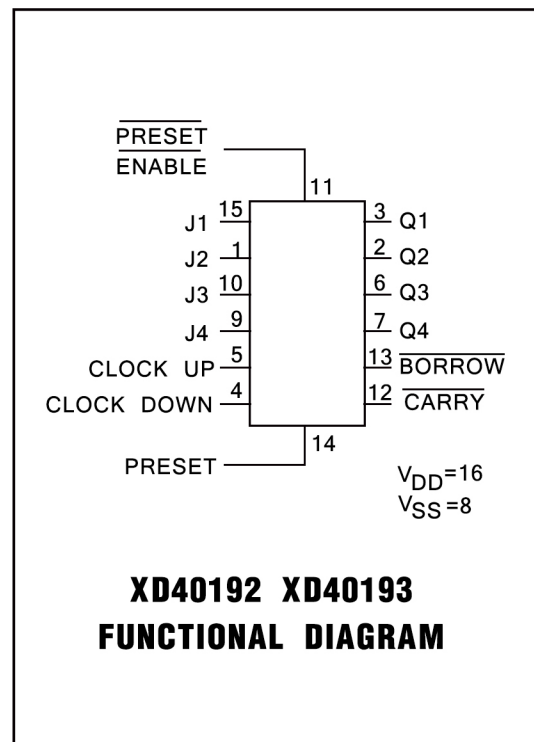 PRESET
ENABLE
11
J1 15 3 Q1
J2 1 2 Q2
J3 10 6 Q3
J4 9 7 Q4
CLOCK UP 5 13 BORROW
CLOCK DOWN 4 12 CARRY
14
PRESET
VDD=16
VSS=8
XD40192 XD40193
FUNCTIONAL DIAGRAM